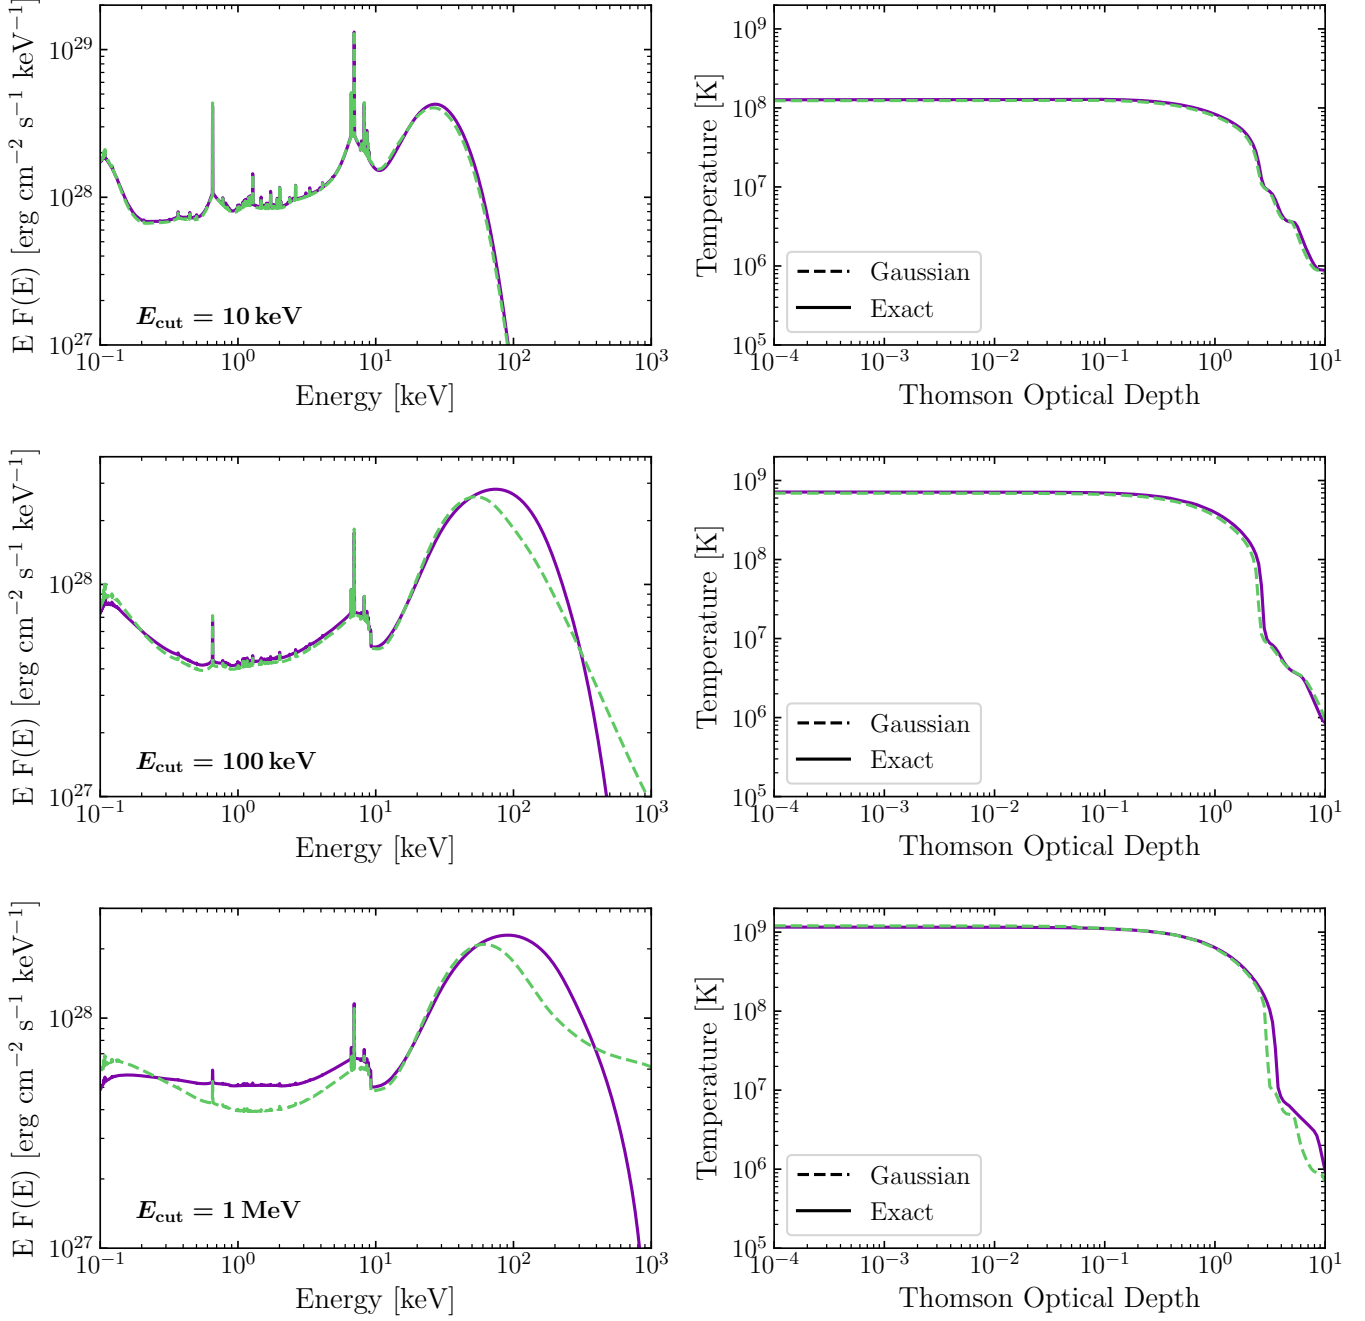 E F(E) [erg cm⁻² s⁻¹ keV⁻¹]
10²⁹
10²⁸
10²⁷
E_cut = 10 keV
10⁻¹ 10⁰ 10¹ 10² 10³
Energy [keV]
Temperature [K]
10⁹
10⁸
10⁷
10⁶
10⁵
Gaussian
Exact
10⁻⁴ 10⁻³ 10⁻² 10⁻¹ 10⁰ 10¹
Thomson Optical Depth
E F(E) [erg cm⁻² s⁻¹ keV⁻¹]
10²⁸
10²⁷
E_cut = 100 keV
10⁻¹ 10⁰ 10¹ 10² 10³
Energy [keV]
Temperature [K]
10⁹
10⁸
10⁷
10⁶
10⁵
Gaussian
Exact
10⁻⁴ 10⁻³ 10⁻² 10⁻¹ 10⁰ 10¹
Thomson Optical Depth
E F(E) [erg cm⁻² s⁻¹ keV⁻¹]
10²⁸
10²⁷
E_cut = 1 MeV
10⁻¹ 10⁰ 10¹ 10² 10³
Energy [keV]
Temperature [K]
10⁹
10⁸
10⁷
10⁶
10⁵
Gaussian
Exact
10⁻⁴ 10⁻³ 10⁻² 10⁻¹ 10⁰ 10¹
Thomson Optical Depth